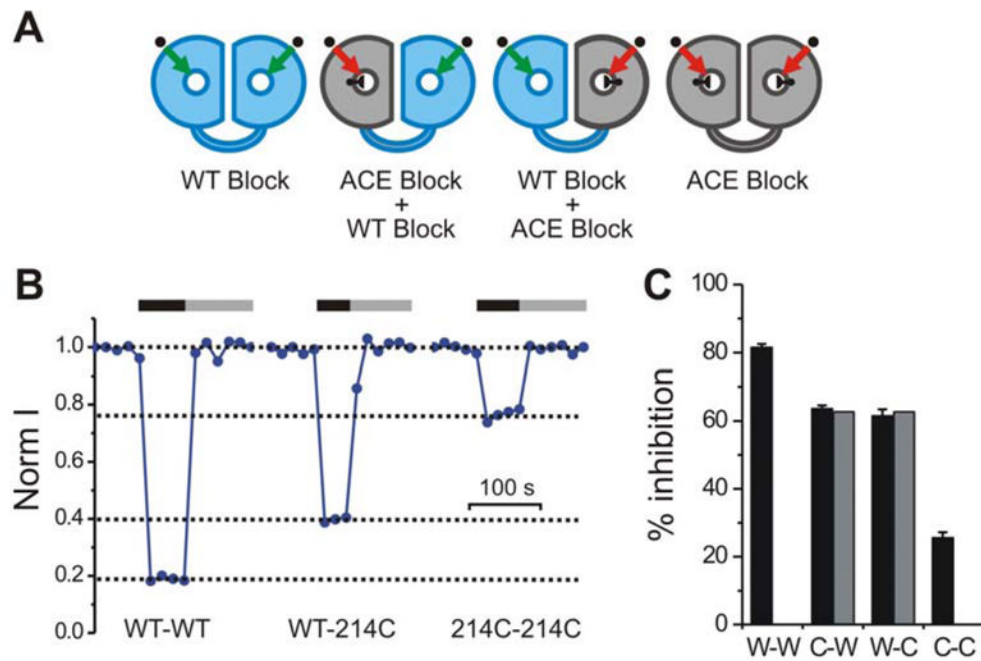 A
WT Block
ACE Block
+
WT Block
WT Block
+
ACE Block
ACE Block
B
Norm I
1.0
0.8
0.6
0.4
0.2
0.0
100 s
WT-WT
WT-214C
214C-214C
C
% inhibition
100
80
60
40
20
0
W-W
C-W
W-C
C-C